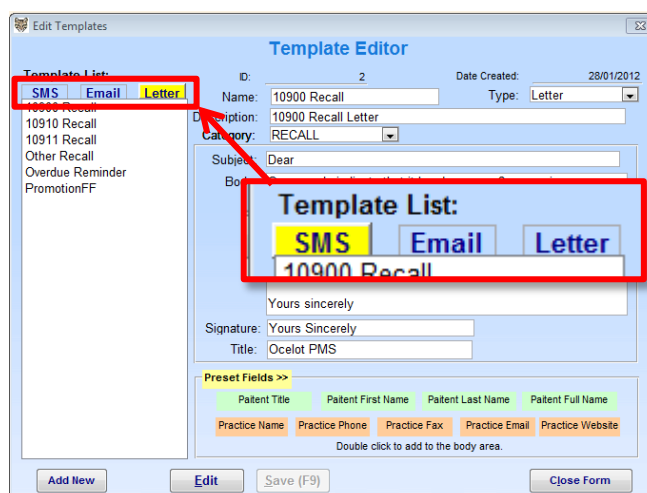 Edit Templates
Template Editor
Template List:
SMS Email Letter
10900 Recall
10910 Recall
10911 Recall
Other Recall
Overdue Reminder
PromotionFF
ID: 2 Date Created: 28/01/2012
Name: 10900 Recall Type: Letter
Description: 10900 Recall Letter
Category: RECALL
Subject: Dear
Template List:
SMS Email Letter
10900 Recall
Yours sincerely
Signature: Yours Sincerely
Title: Ocelot PMS
Preset Fields >>
Paitent Title Paitent First Name Paitent Last Name Paitent Full Name
Practice Name Practice Phone Practice Fax Practice Email Practice Website
Double click to add to the body area.
Add New Edit Save (F9) Close Form